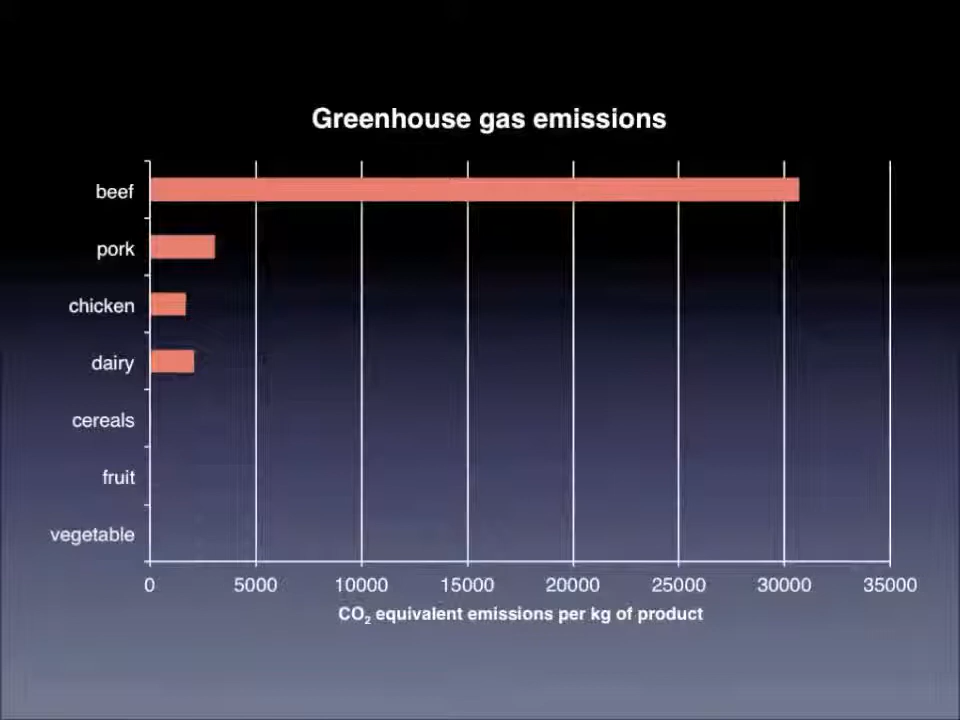 Greenhouse gas emissions
beef
pork
chicken
dairy
cereals
fruit
vegetable
0 5000 10000 15000 20000 25000 30000 35000
CO₂ equivalent emissions per kg of product